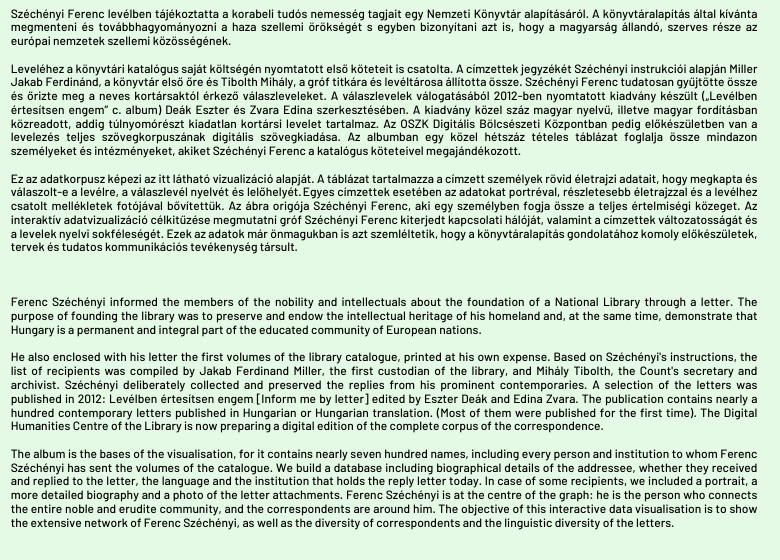 Széchényi Ferenc levélben tájékoztatta a korabeli tudós nemesség tagjait egy Nemzeti Könyvtár alapításáról. A könyvtáralapítás által kívánta
megmenteni és továbbhagyományozni a haza szellemi örökségét s egyben bizonyítani azt is, hogy a magyarság állandó, szerves része az
európai nemzetek szellemi közösségének.
Leveléhez a könyvtári katalógus saját költségén nyomtatott első köteteit is csatolta. A címzettek jegyzékét Széchényi instrukciói alapján Miller
Jakab Ferdinánd, a könyvtár első őre és Tibolth Mihály, a gróf titkára és levéltárosa állította össze. Széchényi Ferenc tudatosan gyűjtötte össze
és őrizte meg a neves kortársaktól érkező válaszleveleket. A válaszlevelek válogatásából 2012-ben nyomtatott kiadvány készült („Levélben
értesítsen engem" c. album) Deák Eszter és Zvara Edina szerkesztésében. A kiadvány közel száz magyar nyelvű, illetve magyar fordításban
közreadott, addig túlnyomórészt kiadatlan kortársi levelet tartalmaz. Az OSZK Digitális Bölcsészeti Központban pedig előkészületben van a
levelezés teljes szövegkorpuszának digitális szövegkiadása. Az albumban egy közel hétszáz tételes táblázat foglalja össze mindazon
személyeket és intézményeket, akiket Széchényi Ferenc a katalógus köteteivel megajándékozott.
Ez az adatkorpusz képezi az itt látható vizualizáció alapját. A táblázat tartalmazza a címzett személyek rövid életrajzi adatait, hogy megkapta és
válaszolt-e a levélre, a válaszlevél nyelvét és lelőhelyét.Egyes címzettek esetében az adatokat portréval, részletesebb életrajzzal és a levélhez
csatolt mellékletek fotójával bővítettük. Az ábra origója Széchényi Ferenc, aki egy személyben fogja össze a teljes értelmiségi közeget. Az
interaktív adatvizualizáció célkitűzése megmutatni gróf Széchényi Ferenc kiterjedt kapcsolati hálóját, valamint a címzettek változatosságát és
a levelek nyelvi sokféleségét. Ezek az adatok már önmagukban is azt szemléltetik, hogy a könyvtáralapítás gondolatához komoly előkészületek,
tervek és tudatos kommunikációs tevékenység társult.
Ferenc Széchényi informed the members of the nobility and intellectuals about the foundation of a National Library through a letter. The
purpose of founding the library was to preserve and endow the intellectual heritage of his homeland and, at the same time, demonstrate that
Hungary is a permanent and integral part of the educated community of European nations.
He also enclosed with his letter the first volumes of the library catalogue, printed at his own expense. Based on Széchényi's instructions, the
list of recipients was compiled by Jakab Ferdinand Miller, the first custodian of the library, and Mihály Tibolth, the Count's secretary and
archivist. Széchényi deliberately collected and preserved the replies from his prominent contemporaries. A selection of the letters was
published in 2012: Levélben értesítsen engem [Inform me by letter] edited by Eszter Deák and Edina Zvara. The publication contains nearly a
hundred contemporary letters published in Hungarian or Hungarian translation. (Most of them were published for the first time). The Digital
Humanities Centre of the Library is now preparing a digital edition of the complete corpus of the correspondence.
The album is the bases of the visualisation, for it contains nearly seven hundred names, including every person and institution to whom Ferenc
Széchényi has sent the volumes of the catalogue. We build a database including biographical details of the addressee, whether they received
and replied to the letter, the language and the institution that holds the reply letter today. In case of some recipients, we included a portrait, a
more detailed biography and a photo of the letter attachments. Ferenc Széchényi is at the centre of the graph: he is the person who connects
the entire noble and erudite community, and the correspondents are around him. The objective of this interactive data visualisation is to show
the extensive network of Ferenc Széchényi, as well as the diversity of correspondents and the linguistic diversity of the letters.